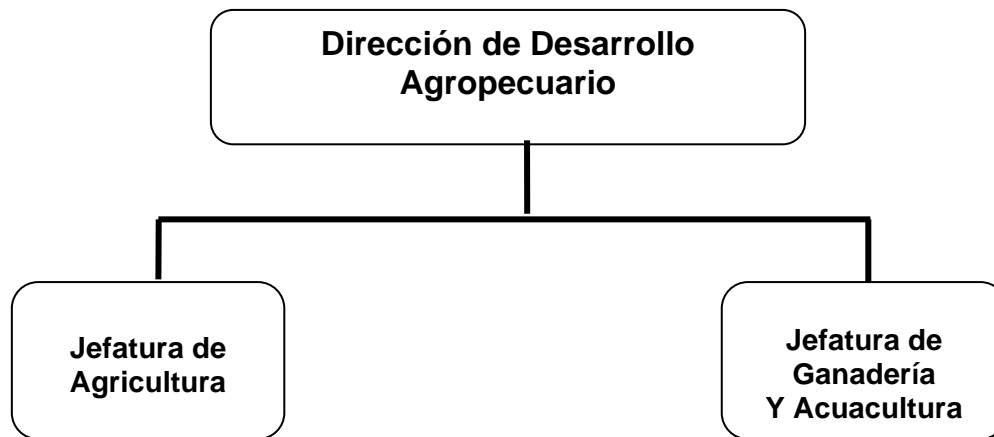 Dirección de Desarrollo
Agropecuario
Jefatura de
Agricultura
Jefatura de
Ganadería
Y Acuacultura